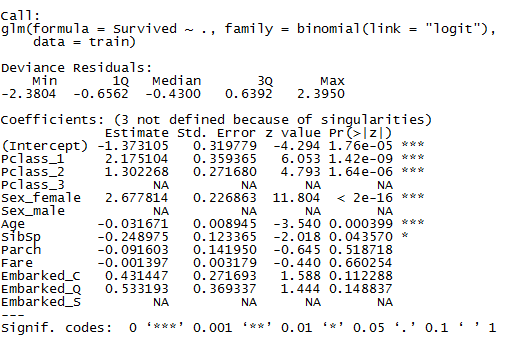 Call:
glm(formula = Survived ~ ., family = binomial(link = "logit"),
    data = train)
Deviance Residuals:
    Min      1Q  Median      3Q     Max
-2.3804 -0.6562 -0.4300  0.6392  2.3950
Coefficients: (3 not defined because of singularities)
             Estimate Std. Error z value Pr(>|z|)
(Intercept) -1.373105   0.319779  -4.294 1.76e-05 ***
Pclass_1     2.175104   0.359365   6.053 1.42e-09 ***
Pclass_2     1.302268   0.271680   4.793 1.64e-06 ***
Pclass_3           NA         NA      NA       NA
Sex_female   2.677814   0.226863  11.804  < 2e-16 ***
Sex_male           NA         NA      NA       NA
Age         -0.031671   0.008945  -3.540 0.000399 ***
SibSp       -0.248975   0.123365  -2.018 0.043570 *
Parch       -0.091603   0.141950  -0.645 0.518718
Fare        -0.001397   0.003179  -0.440 0.660254
Embarked_C   0.431447   0.271693   1.588 0.112288
Embarked_Q   0.533193   0.369337   1.444 0.148837
Embarked_S         NA         NA      NA       NA
---
Signif. codes:  0 ‘***’ 0.001 ‘**’ 0.01 ‘*’ 0.05 ‘.’ 0.1 ‘ ’ 1